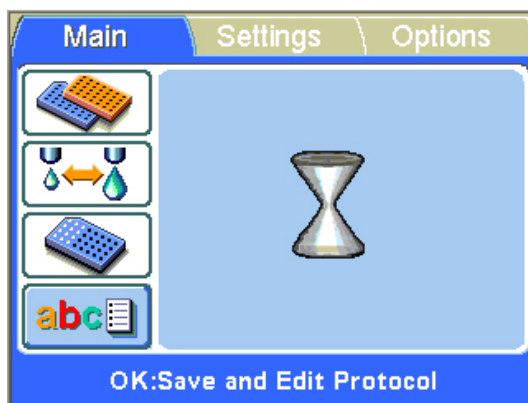 Main
Settings
Options
abc
OK:Save and Edit Protocol